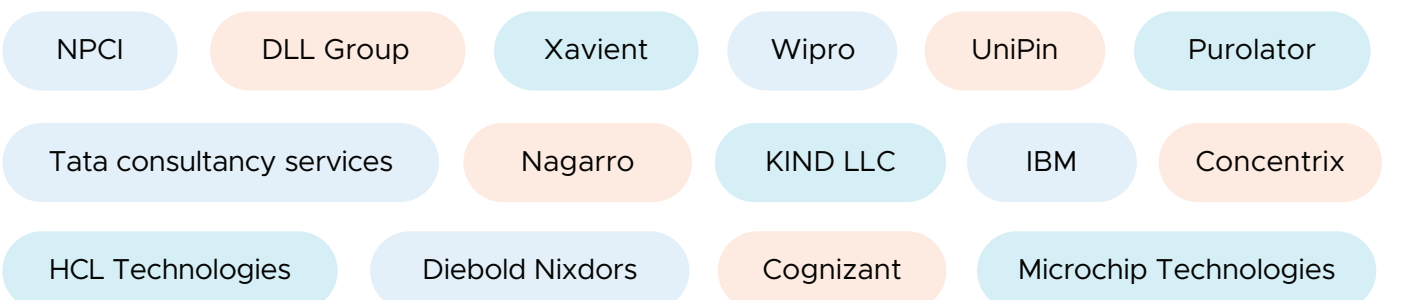 NPCI DLL Group Xavient Wipro UniPin Purolator
Tata consultancy services Nagarro KIND LLC IBM Concentrix
HCL Technologies Diebold Nixdors Cognizant Microchip Technologies